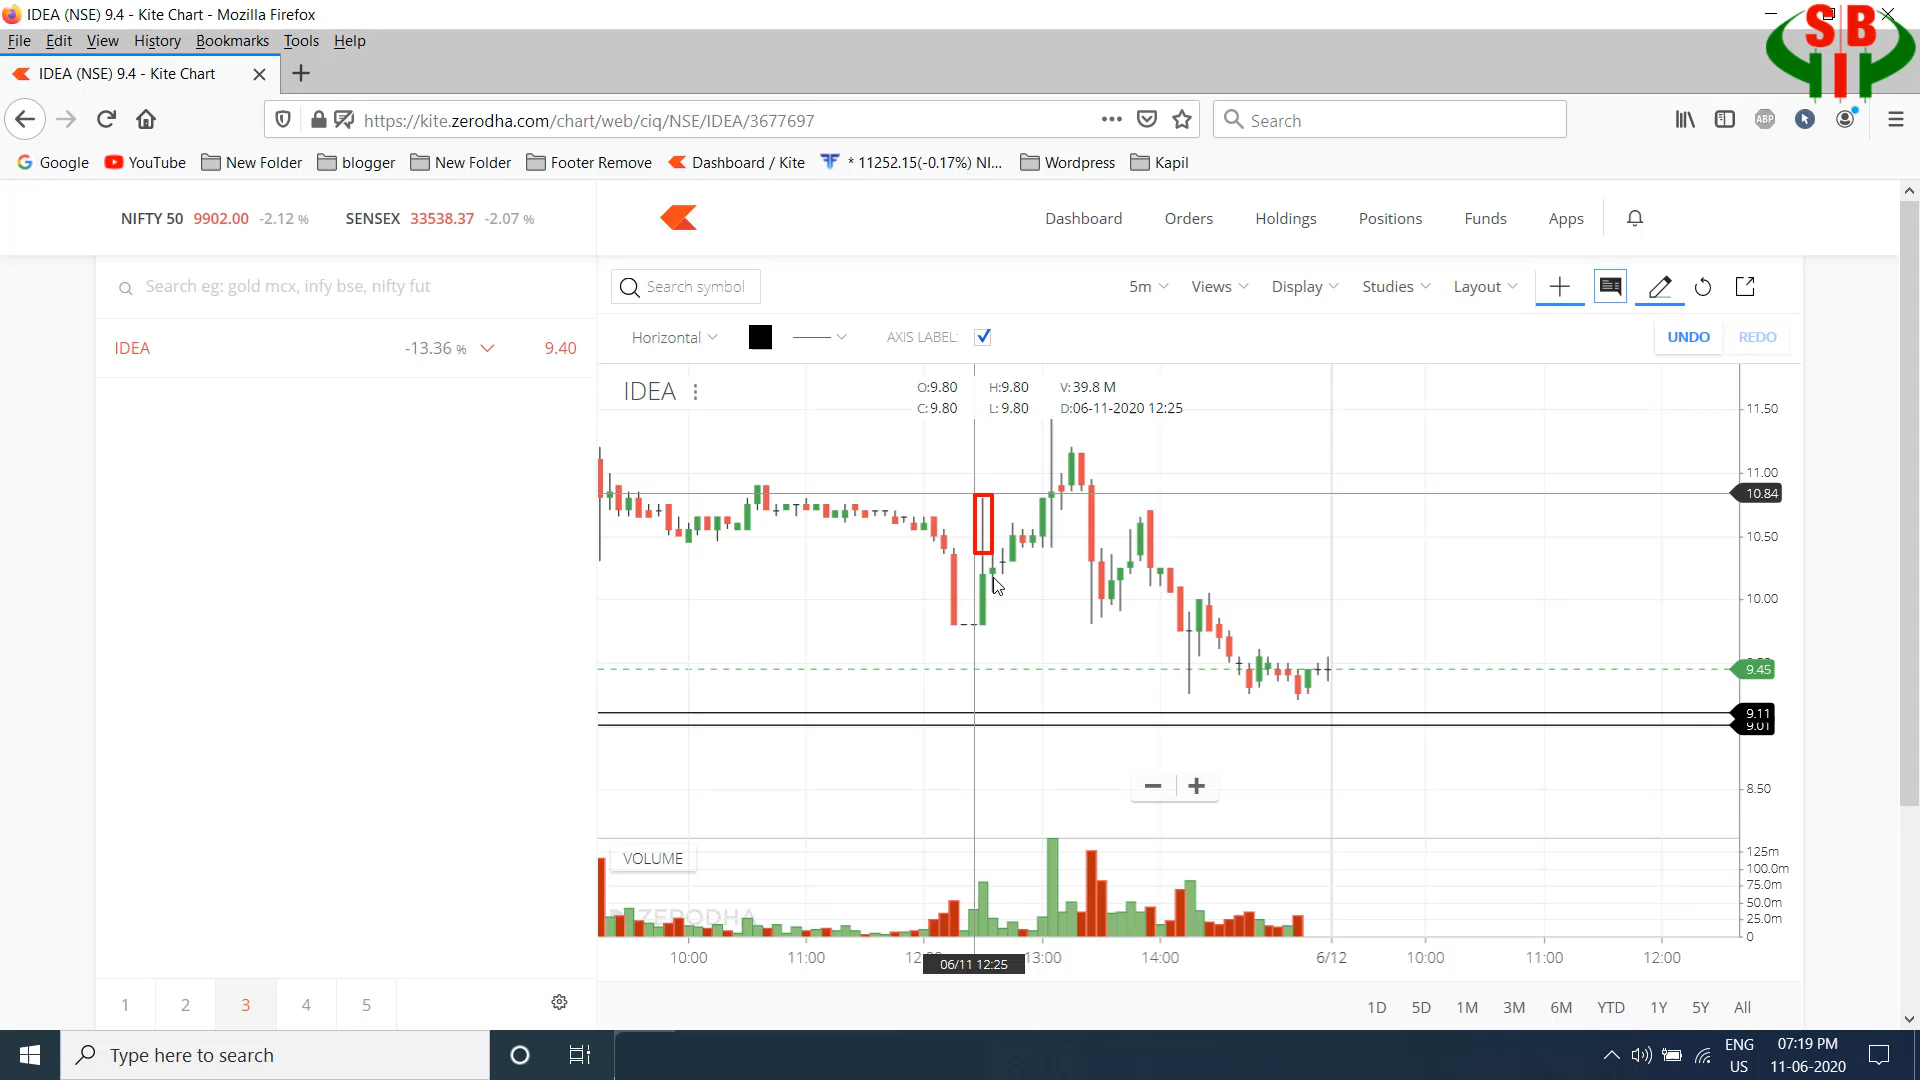 IDEA (NSE) 9.4 - Kite Chart - Mozilla Firefox
File Edit View History Bookmarks Tools Help
IDEA (NSE) 9.4 - Kite Chart
https://kite.zerodha.com/chart/web/ciq/NSE/IDEA/3677697
Search
ABP
SB
Google YouTube New Folder blogger New Folder Footer Remove Dashboard / Kite * 11252.15(-0.17%) NI... Wordpress Kapil
NIFTY 50 9902.00 -2.12 % SENSEX 33538.37 -2.07 %
Dashboard Orders Holdings Positions Funds Apps
Search eg: gold mcx, infy bse, nifty fut
Search symbol
5m Views Display Studies Layout
IDEA -13.36 % 9.40
Horizontal AXIS LABEL: UNDO REDO
IDEA
O:9.80 H:9.80 V:39.8 M
C:9.80 L:9.80 D:06-11-2020 12:25
11.50
11.00
10.84
10.50
10.00
9.45
9.11
9.01
8.50
VOLUME
ZERODHA
125m
100.0m
75.0m
50.0m
25.0m
0
10:00 11:00 06/11 12:25 13:00 14:00 6/12 10:00 11:00 12:00
1 2 3 4 5
1D 5D 1M 3M 6M YTD 1Y 5Y All
Type here to search
ENG
US
07:19 PM
11-06-2020